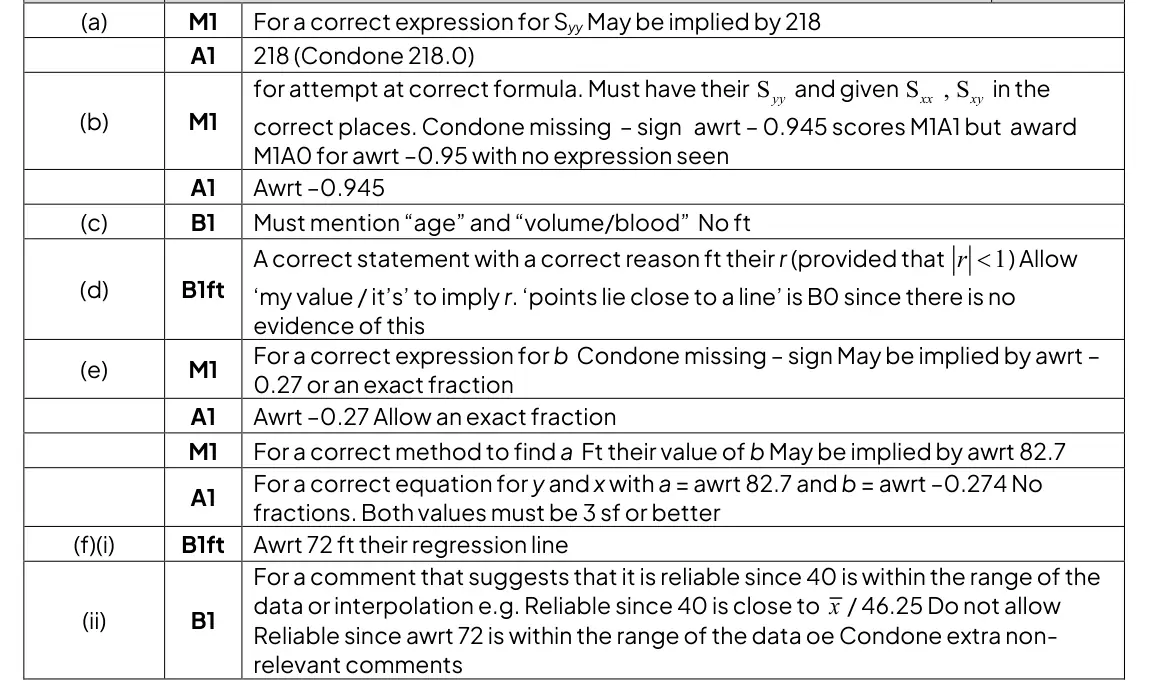 (a) M1 For a correct expression for Syy May be implied by 218
A1 218 (Condone 218.0)
for attempt at correct formula. Must have their Syy and given Sxx , Sxy in the
(b) M1 correct places. Condone missing – sign awrt – 0.945 scores M1A1 but award
M1A0 for awrt –0.95 with no expression seen
A1 Awrt –0.945
(c) B1 Must mention “age” and “volume/blood” No ft
A correct statement with a correct reason ft their r (provided that |r| < 1) Allow
(d) B1ft ‘my value / it’s’ to imply r. ‘points lie close to a line’ is B0 since there is no
evidence of this
For a correct expression for b Condone missing – sign May be implied by awrt –
(e) M1 0.27 or an exact fraction
A1 Awrt –0.27 Allow an exact fraction
M1 For a correct method to find a Ft their value of b May be implied by awrt 82.7
A1 For a correct equation for y and x with a = awrt 82.7 and b = awrt –0.274 No
fractions. Both values must be 3 sf or better
(f)(i) B1ft Awrt 72 ft their regression line
For a comment that suggests that it is reliable since 40 is within the range of the
data or interpolation e.g. Reliable since 40 is close to x̄ / 46.25 Do not allow
(ii) B1 Reliable since awrt 72 is within the range of the data oe Condone extra non-
relevant comments